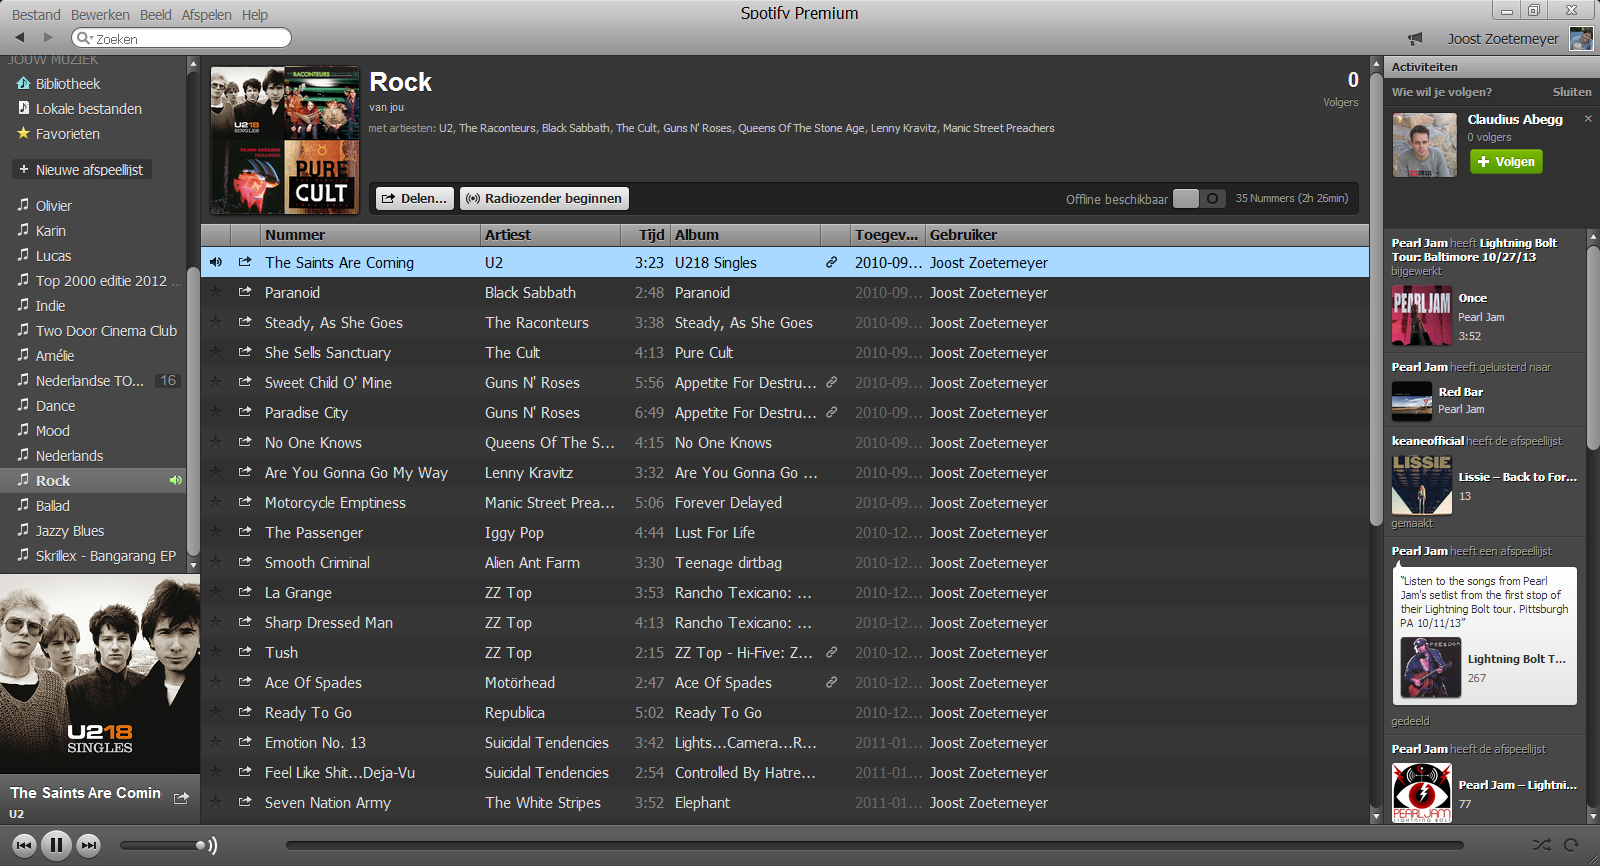 Bestand Bewerken Beeld Afspelen Help
Spotify Premium
Zoeken
Joost Zoetemeyer
JOUW MUZIEK
Bibliotheek
Lokale bestanden
Favorieten
+ Nieuwe afspeellijst
Olivier
Karin
Lucas
Top 2000 editie 2012 ...
Indie
Two Door Cinema Club
Amélie
Nederlandse TO... 16
Dance
Mood
Nederlands
Rock
Ballad
Jazzy Blues
Skrillex - Bangarang EP
U218
SINGLES
The Saints Are Comin
U2
U218
SINGLES
RACONTEURS
BLACK SABBATH
PARANOID
PURE
CULT
Rock
van jou
met artiesten: U2, The Raconteurs, Black Sabbath, The Cult, Guns N' Roses, Queens Of The Stone Age, Lenny Kravitz, Manic Street Preachers
0
Volgers
Delen...
Radiozender beginnen
Offline beschikbaar
35 Nummers (2h 26min)
Nummer Artiest Tijd Album Toegev... Gebruiker
The Saints Are Coming U2 3:23 U218 Singles 2010-09... Joost Zoetemeyer
Paranoid Black Sabbath 2:48 Paranoid 2010-09... Joost Zoetemeyer
Steady, As She Goes The Raconteurs 3:38 Steady, As She Goes 2010-09... Joost Zoetemeyer
She Sells Sanctuary The Cult 4:13 Pure Cult 2010-09... Joost Zoetemeyer
Sweet Child O' Mine Guns N' Roses 5:56 Appetite For Destru... 2010-09... Joost Zoetemeyer
Paradise City Guns N' Roses 6:49 Appetite For Destru... 2010-09... Joost Zoetemeyer
No One Knows Queens Of The S... 4:15 No One Knows 2010-09... Joost Zoetemeyer
Are You Gonna Go My Way Lenny Kravitz 3:32 Are You Gonna Go ... 2010-09... Joost Zoetemeyer
Motorcycle Emptiness Manic Street Prea... 5:06 Forever Delayed 2010-09... Joost Zoetemeyer
The Passenger Iggy Pop 4:44 Lust For Life 2010-12... Joost Zoetemeyer
Smooth Criminal Alien Ant Farm 3:30 Teenage dirtbag 2010-12... Joost Zoetemeyer
La Grange ZZ Top 3:53 Rancho Texicano: ... 2010-12... Joost Zoetemeyer
Sharp Dressed Man ZZ Top 4:13 Rancho Texicano: ... 2010-12... Joost Zoetemeyer
Tush ZZ Top 2:15 ZZ Top - Hi-Five: Z... 2010-12... Joost Zoetemeyer
Ace Of Spades Motörhead 2:47 Ace Of Spades 2010-12... Joost Zoetemeyer
Ready To Go Republica 5:02 Ready To Go 2010-12... Joost Zoetemeyer
Emotion No. 13 Suicidal Tendencies 3:42 Lights...Camera...R... 2011-01... Joost Zoetemeyer
Feel Like Shit...Deja-Vu Suicidal Tendencies 2:54 Controlled By Hatre... 2011-01... Joost Zoetemeyer
Seven Nation Army The White Stripes 3:52 Elephant 2011-01... Joost Zoetemeyer
Activiteiten
Wie wil je volgen? Sluiten
Claudius Abegg
0 volgers
+ Volgen
Pearl Jam heeft Lightning Bolt
Tour: Baltimore 10/27/13
bijgewerkt
PEARL JAM
Once
Pearl Jam
3:52
Pearl Jam heeft geluisterd naar
Red Bar
Pearl Jam
keaneofficial heeft de afspeellijst
LISSIE
Lissie – Back to For...
13
gemaakt
Pearl Jam heeft een afspeellijst
"Listen to the songs from Pearl
Jam's setlist from the first stop of
their Lightning Bolt tour. Pittsburgh
PA 10/11/13"
FREEDOM
Lightning Bolt T...
267
gedeeld
Pearl Jam heeft de afspeellijst
PEARL JAM
LIGHTNING BOLT
Pearl Jam – Lightni...
77